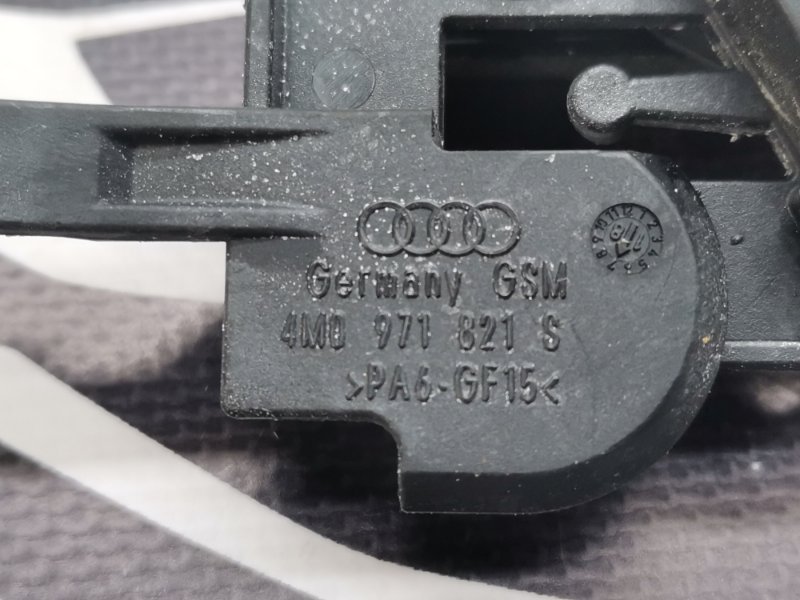 Germany GSM
4M0 971 821 S
>PA6-GF15<